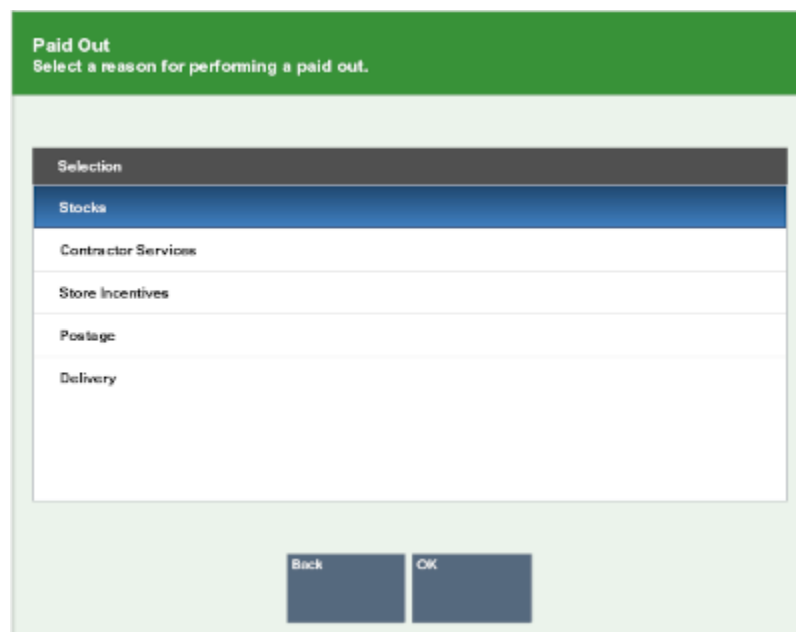 Paid Out
Select a reason for performing a paid out.
Selection
Stocks
Contractor Services
Store Incentives
Postage
Delivery
Back
OK